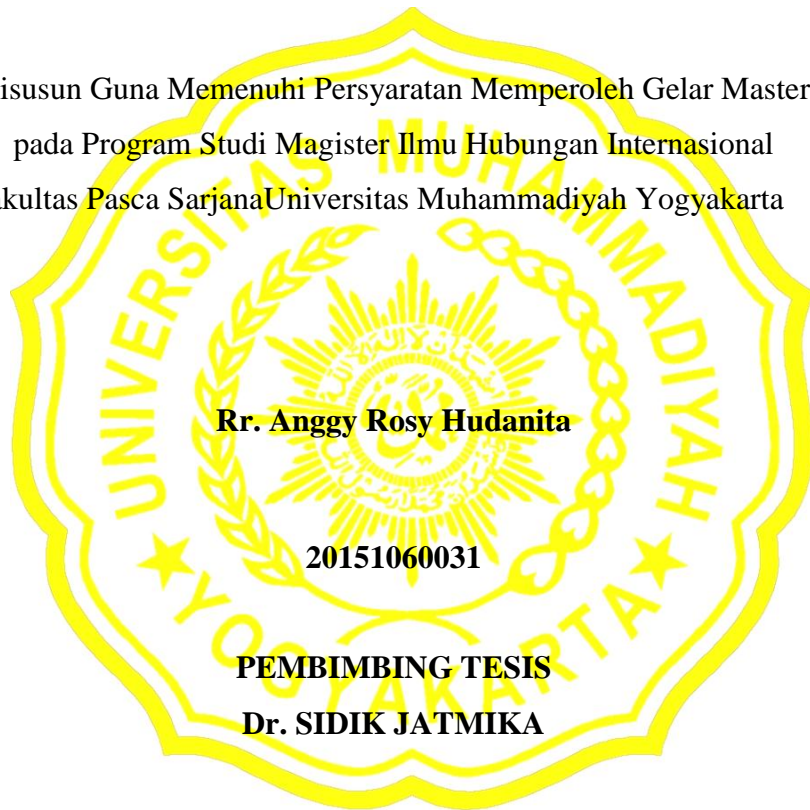 isusun Guna Memenuhi Persyaratan Memperoleh Gelar Master
pada Program Studi Magister Ilmu Hubungan Internasional
kultas Pasca SarjanaUniversitas Muhammadiyah Yogyakarta
UNIVERSITAS MUHAMMADIYAH
Rr. Anggy Rosy Hudanita
20151060031
PEMBIMBING TESIS
Dr. SIDIK JATMIKA
★ YOGYAKARTA ★